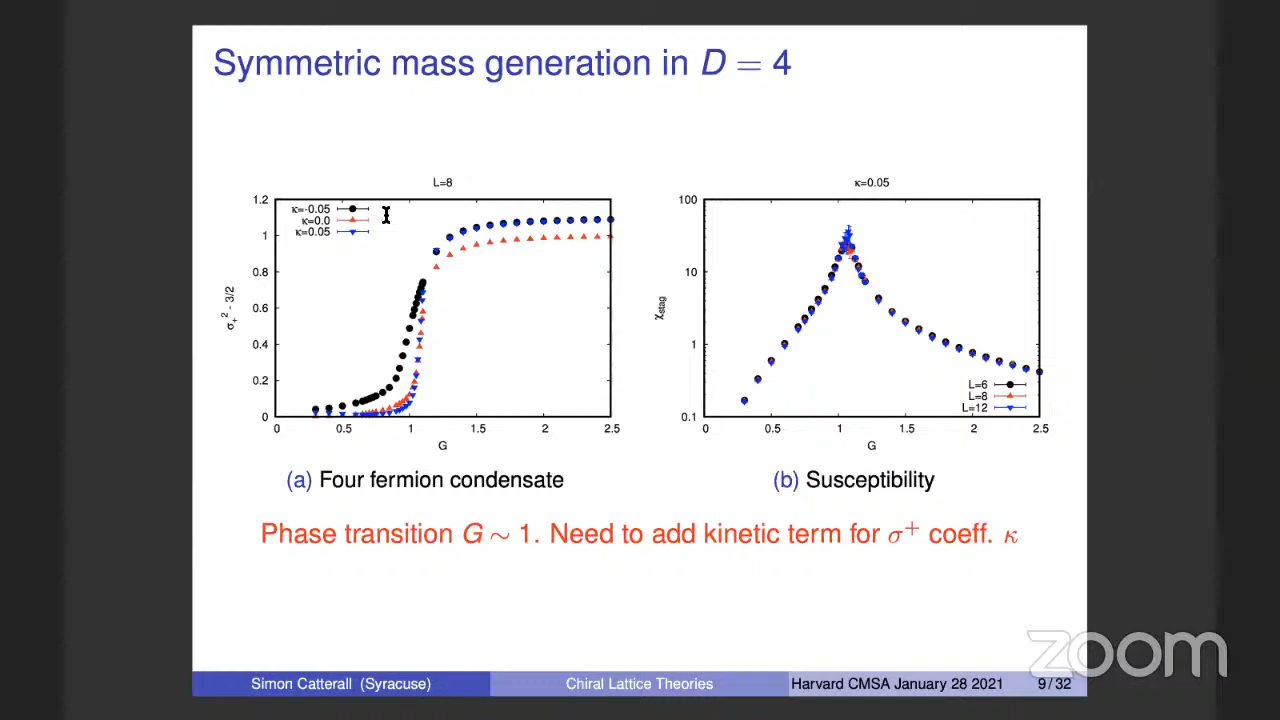 Symmetric mass generation in D = 4
L=8
1.2
1
0.8
0.6
0.4
0.2
0
σ₊² - 3/2
κ=-0.05
κ=0.0
κ=0.05
0 0.5 1 1.5 2 2.5
G
κ=0.05
100
10
1
0.1
χstag
L=6
L=8
L=12
0 0.5 1 1.5 2 2.5
G
(a) Four fermion condensate
(b) Susceptibility
Phase transition G ∼ 1. Need to add kinetic term for σ⁺ coeff. κ
zoom
Simon Catterall (Syracuse) Chiral Lattice Theories Harvard CMSA January 28 2021 9 / 32